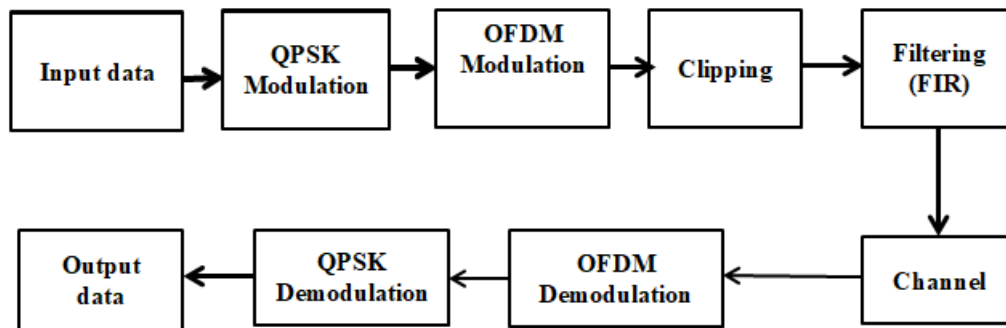 Input data
QPSK
Modulation
OFDM
Modulation
Clipping
Filtering
(FIR)
Channel
OFDM
Demodulation
QPSK
Demodulation
Output
data